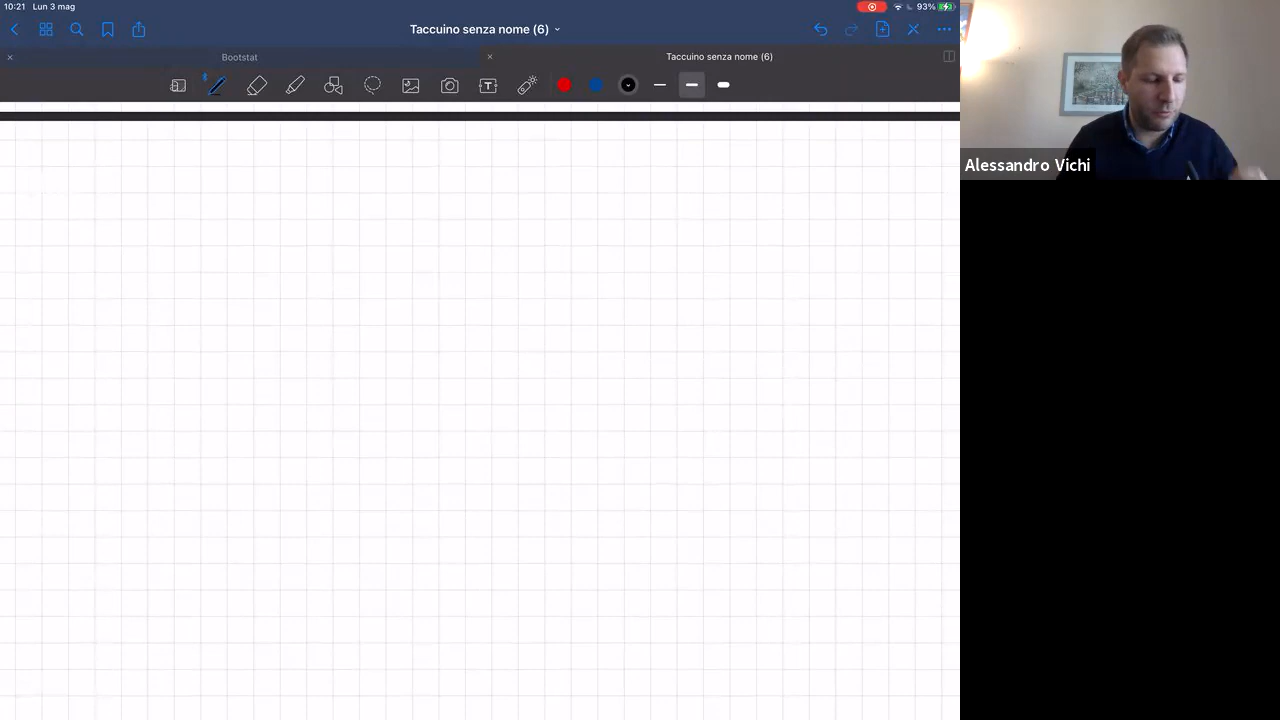 10:21 Lun 3 mag 93%
Taccuino senza nome (6)
Bootstat Taccuino senza nome (6)
T
Alessandro Vichi